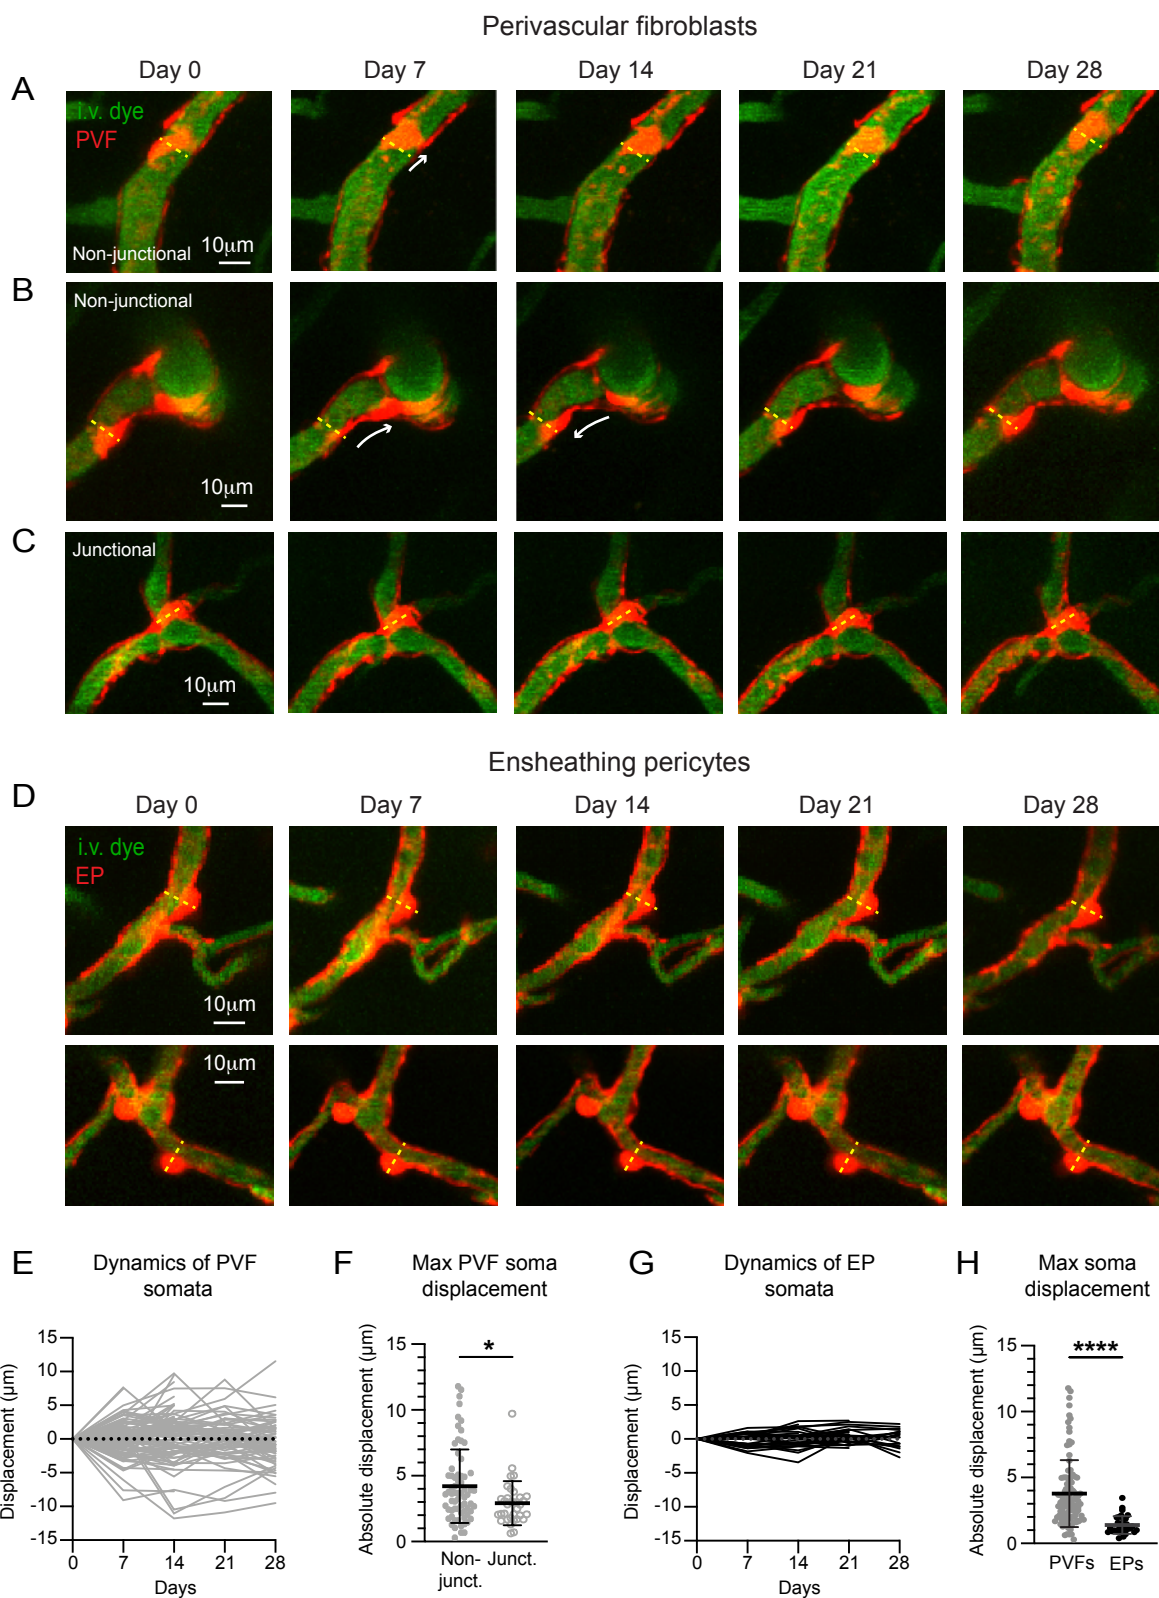 Perivascular fibroblasts
Day 0
Day 7
Day 14
Day 21
Day 28
A
i.v. dye
PVF
Non-junctional
10μm
B
Non-junctional
10μm
C
Junctional
10μm
Ensheathing pericytes
D
Day 0
Day 7
Day 14
Day 21
Day 28
i.v. dye
EP
10μm
10μm
E
Dynamics of PVF
somata
Displacement (μm)
15
10
5
0
-5
-10
-15
0
7
14
21
28
Days
F
Max PVF soma
displacement
Absolute displacement (μm)
15
10
5
0
*
Non-
junct.
Junct.
G
Dynamics of EP
somata
Displacement (μm)
15
10
5
0
-5
-10
-15
0
7
14
21
28
Days
H
Max soma
displacement
Absolute displacement (μm)
15
10
5
0
****
PVFs
EPs